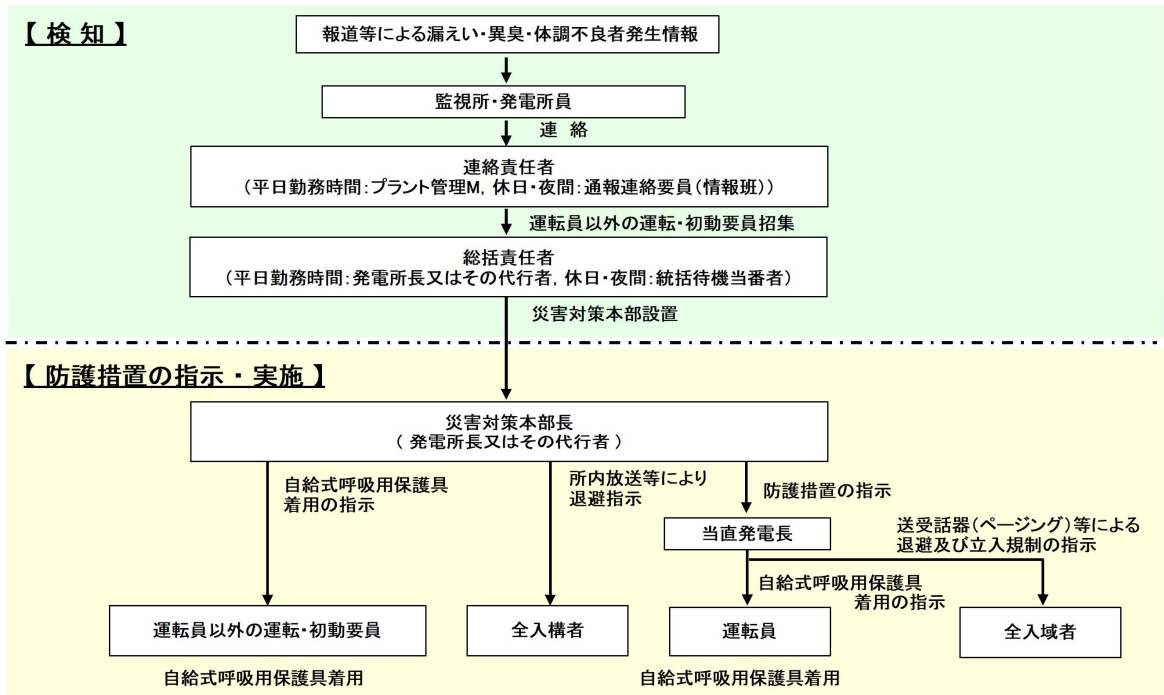 【 検 知 】
報道等による漏えい・異臭・体調不良者発生情報
監視所・発電所員
連 絡
連絡責任者
（平日勤務時間：プラント管理M，休日・夜間：通報連絡要員（情報班））
運転員以外の運転・初動要員招集
総括責任者
（平日勤務時間：発電所長又はその代行者，休日・夜間：統括待機当番者）
災害対策本部設置
【 防護措置の指示 ・ 実施 】
災害対策本部長
（ 発電所長又はその代行者 ）
自給式呼吸用保護具
着用の指示
所内放送等により
退避指示
防護措置の指示
当直発電長
送受話器（ページング）等による
退避及び立入規制の指示
自給式呼吸用保護具
着用の指示
運転員以外の運転・初動要員
全入構者
運転員
全入域者
自給式呼吸用保護具着用
自給式呼吸用保護具着用